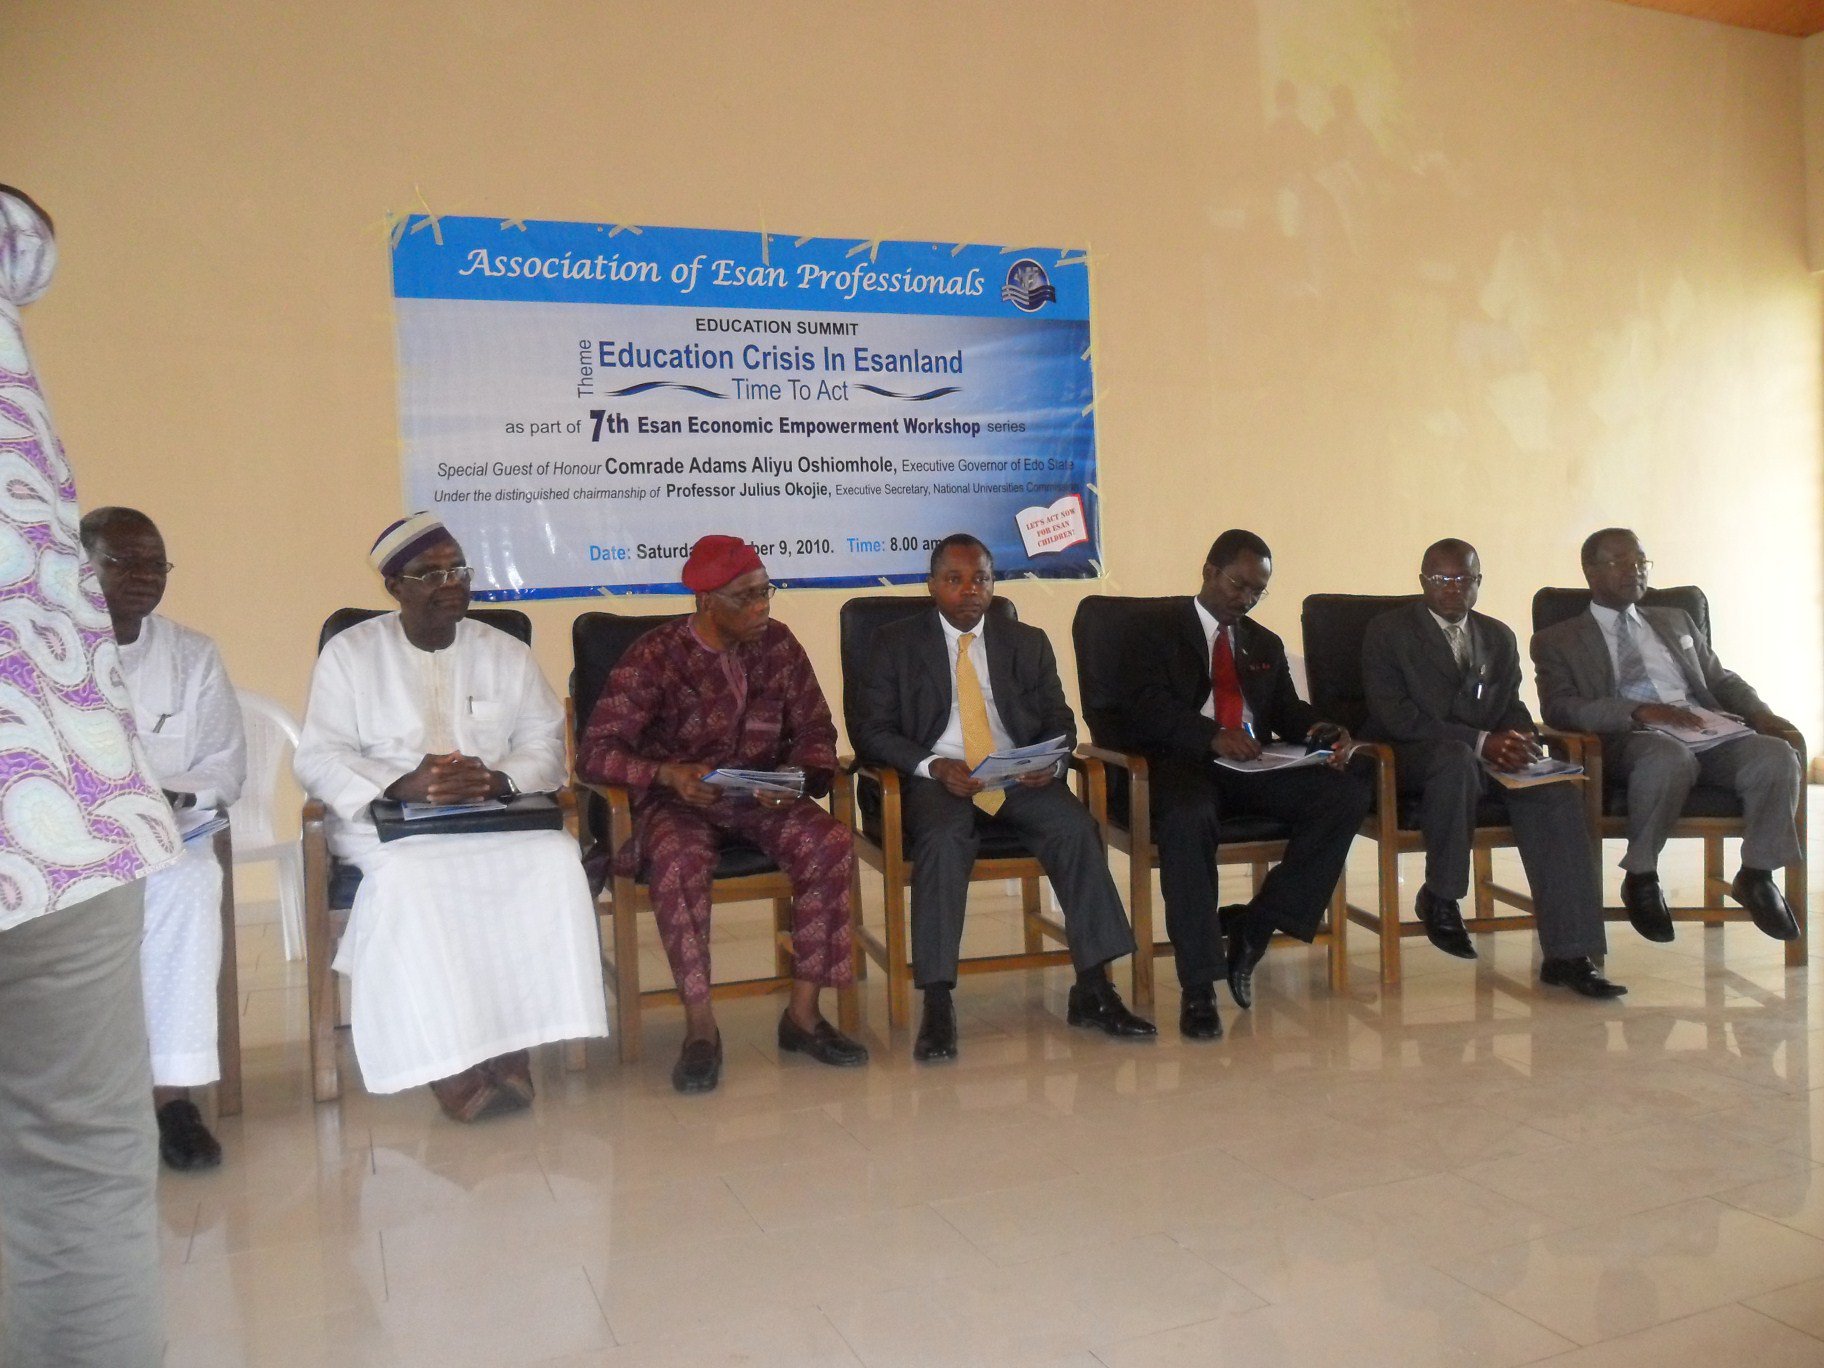 Association of Esan Professionals
EDUCATION SUMMIT
Theme
Education Crisis In Esanland
Time To Act
as part of 7th Esan Economic Empowerment Workshop series
Special Guest of Honour Comrade Adams Aliyu Oshiomhole, Executive Governor of Edo State
Under the distinguished chairmanship of Professor Julius Okojie, Executive Secretary, National Universities Commission
LET'S ACT NOW
FOR ESAN
CHILDREN!
Date: Saturda ber 9, 2010. Time: 8.00 am